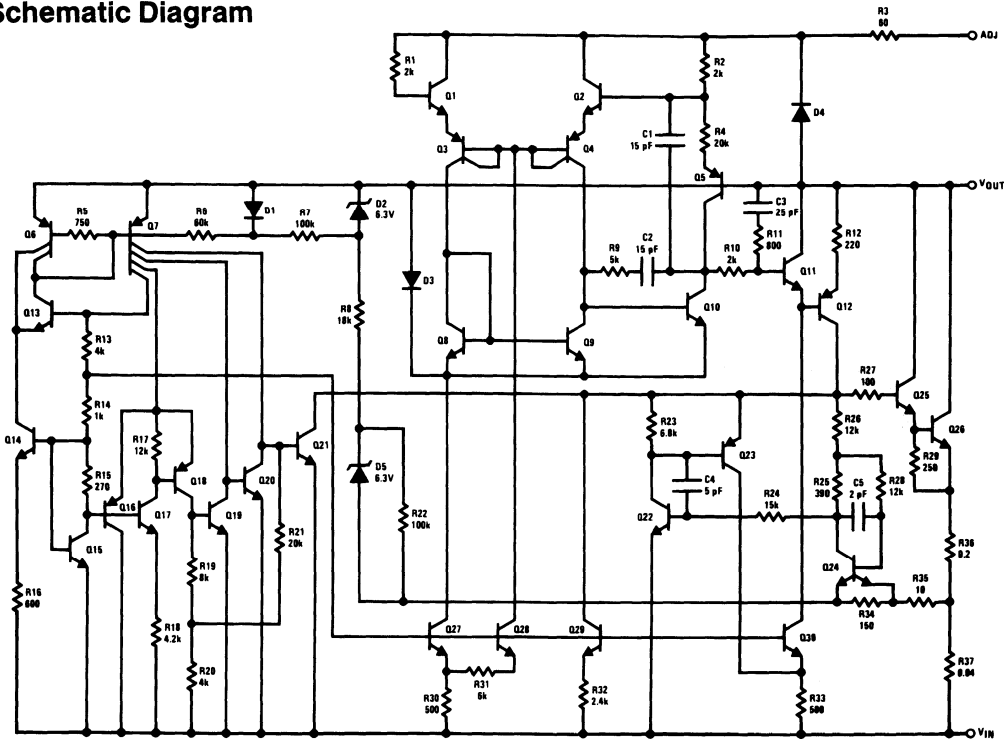 Schematic Diagram
R3
60
ADJ
R1
2k
R2
2k
Q1
Q2
D4
C1
15 pF
R4
20k
Q3
Q4
Q5
VOUT
R5
750
Q6
Q7
R6
60k
D1
R7
100k
D2
6.3V
C3
25 pF
R11
800
R12
220
R9
5k
C2
15 pF
R10
2k
Q11
D3
Q10
Q12
Q13
R8
18k
R13
4k
Q8
Q9
R27
100
Q25
R14
1k
R23
6.8k
R26
12k
Q26
Q14
R17
12k
Q21
Q23
R29
250
R15
270
Q18
Q20
D5
6.3V
C4
5 pF
R25
390
C5
2 pF
R28
12k
R24
15k
Q16
Q17
Q19
R22
100k
Q22
R21
20k
Q15
R36
0.2
R19
8k
Q24
R35
10
R16
600
R34
150
R18
4.2k
Q27
Q28
Q29
Q30
R20
4k
R31
6k
R37
0.04
R30
500
R32
2.4k
R33
500
VIN